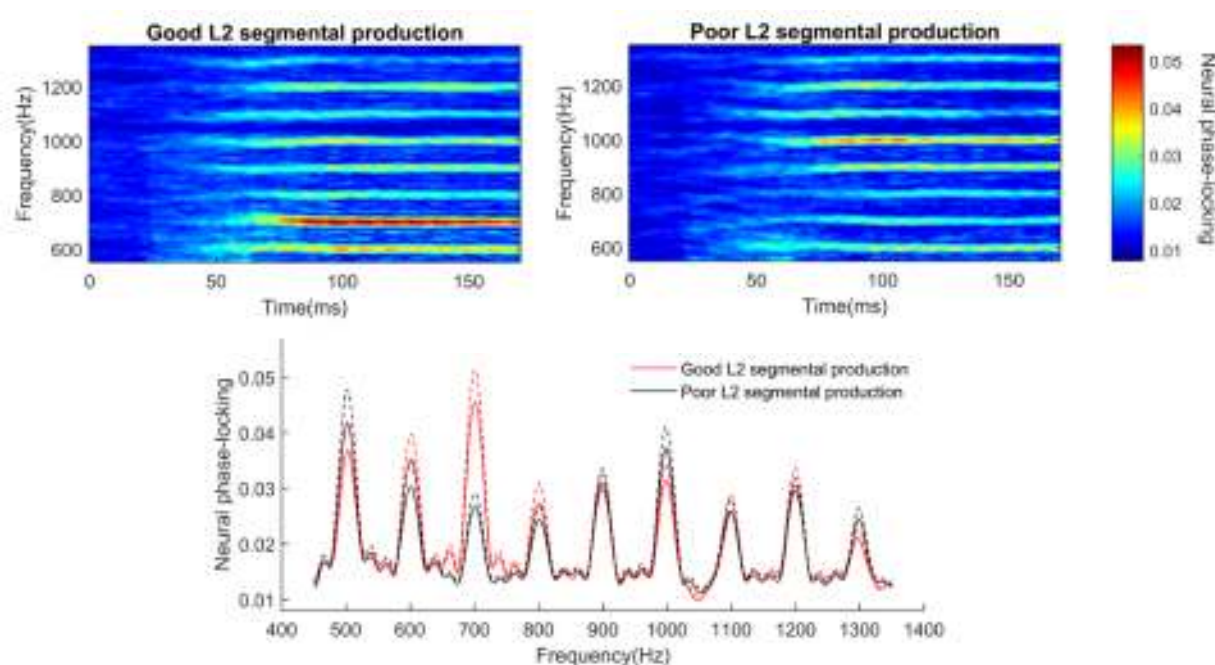 Good L2 segmental production
Poor L2 segmental production
Frequency(Hz)
1200
1000
800
600
0
50
100
150
Time(ms)
Frequency(Hz)
1200
1000
800
600
0
50
100
150
Time(ms)
0.05
0.04
0.03
0.02
0.01
Neural phase-locking
Neural phase-locking
0.05
0.04
0.03
0.02
0.01
Good L2 segmental production
Poor L2 segmental production
400 500 600 700 800 900 1000 1100 1200 1300 1400
Frequency(Hz)